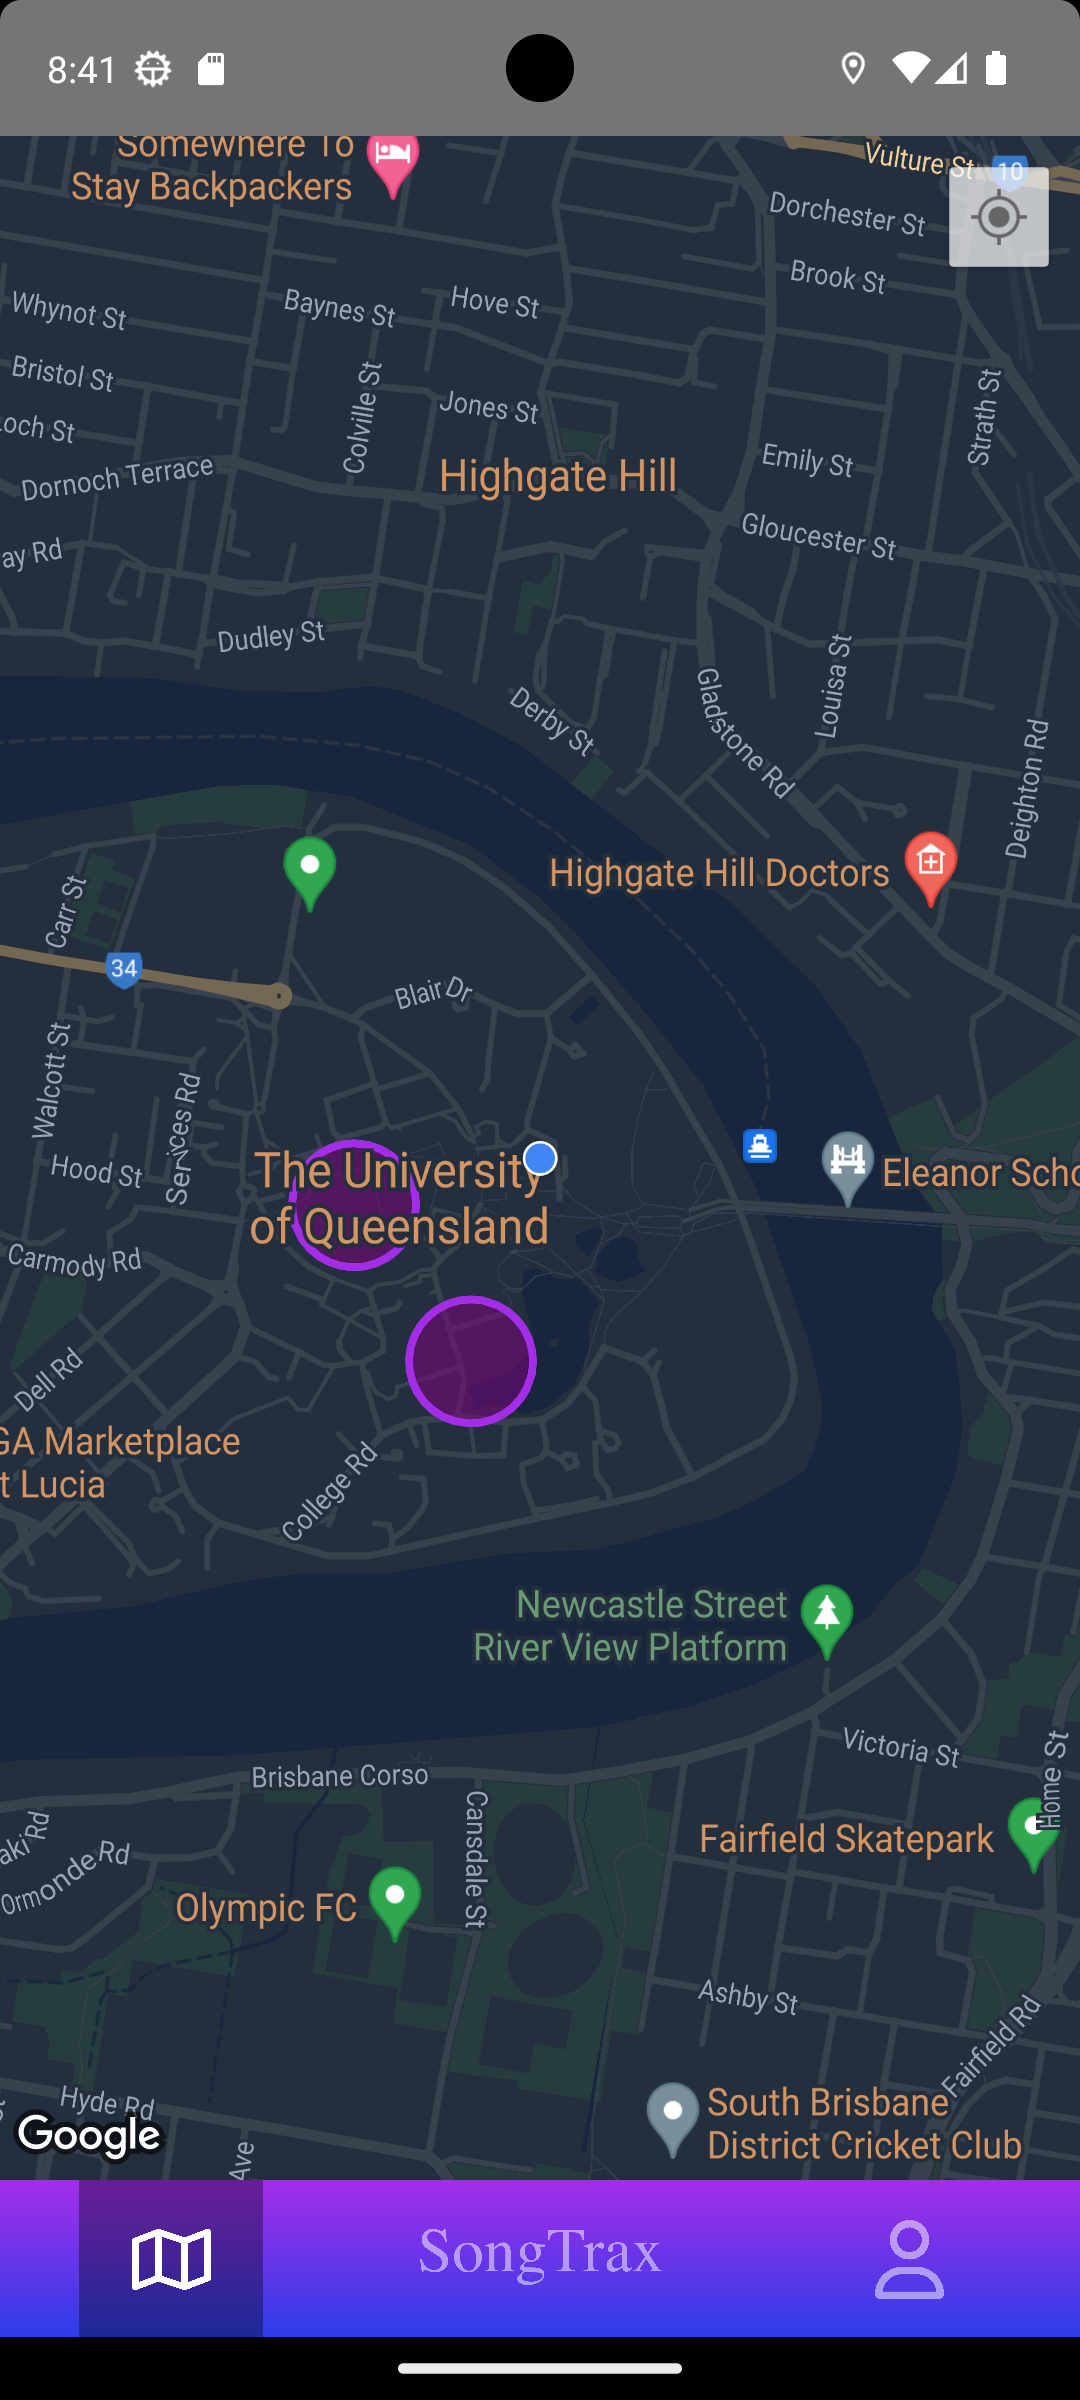 8:41
Somewhere To
Stay Backpackers
Vulture St
10
Dorchester St
Brook St
Whynot St
Baynes St
Hove St
Bristol St
Colville St
Jones St
Strath St
Loch St
Dornoch Terrace
Highgate Hill
Emily St
Gloucester St
ay Rd
Dudley St
Louisa St
Derby St
Gladstone Rd
Deighton Rd
Highgate Hill Doctors
Carr St
34
Blair Dr
Walcott St
Services Rd
Hood St
The University
of Queensland
Eleanor Scho
Carmody Rd
Dell Rd
GA Marketplace
t Lucia
College Rd
Newcastle Street
River View Platform
Victoria St
Home St
Brisbane Corso
Cansdale St
aki Rd
Ormonde Rd
Fairfield Skatepark
Olympic FC
Ashby St
Fairfield Rd
Hyde Rd
Google
Ave
South Brisbane
District Cricket Club
SongTrax